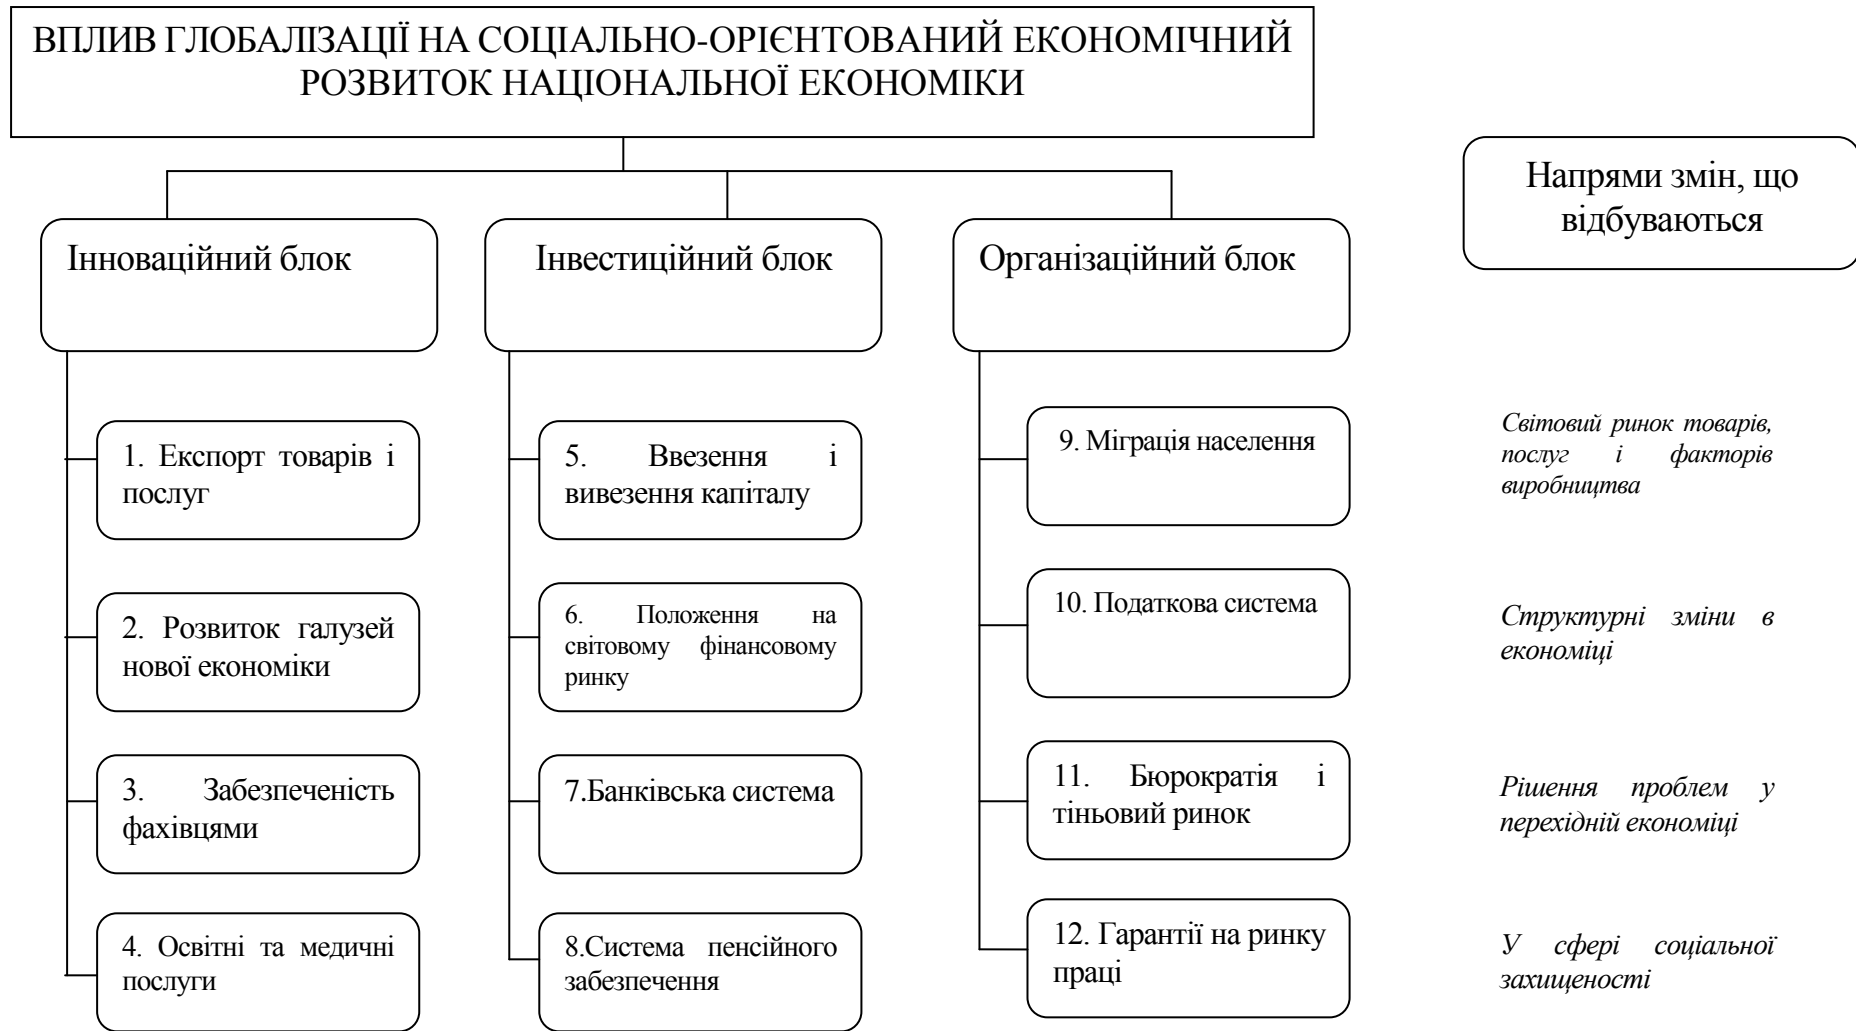 ВПЛИВ ГЛОБАЛІЗАЦІЇ НА СОЦІАЛЬНО-ОРІЄНТОВАНИЙ ЕКОНОМІЧНИЙ
РОЗВИТОК НАЦІОНАЛЬНОЇ ЕКОНОМІКИ
Напрями змін, що
відбуваються
Інноваційний блок
Інвестиційний блок
Організаційний блок
1. Експорт товарів і
послуг
5. Ввезення і
вивезення капіталу
9. Міграція населення
Світовий ринок товарів,
послуг і факторів
виробництва
2. Розвиток галузей
нової економіки
6. Положення на
світовому фінансовому
ринку
10. Податкова система
Структурні зміни в
економіці
3. Забезпеченість
фахівцями
7.Банківська система
11. Бюрократія і
тіньовий ринок
Рішення проблем у
перехідній економіці
4. Освітні та медичні
послуги
8.Система пенсійного
забезпечення
12. Гарантії на ринку
праці
У сфері соціальної
захищеності